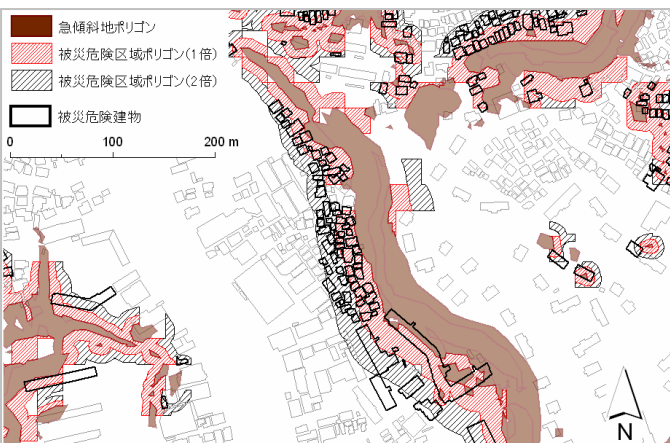 急傾斜地ポリゴン
被災危険区域ポリゴン(1倍)
被災危険区域ポリゴン(2倍)
被災危険建物
0 100 200 m
N